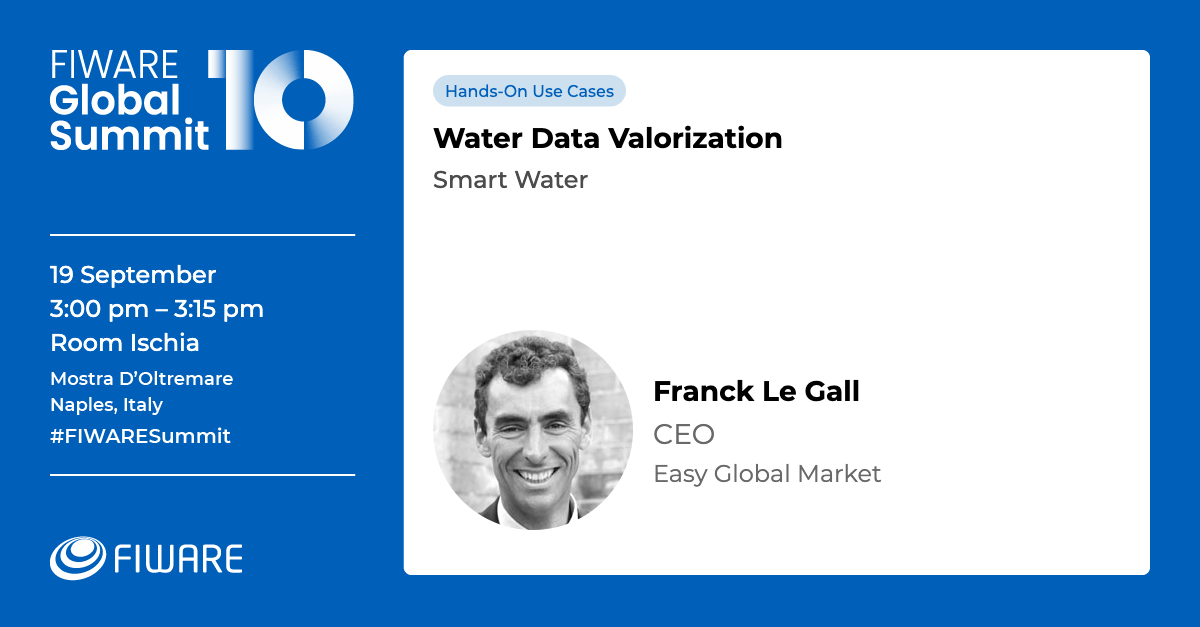 FIWARE
Global
Summit
10
19 September
3:00 pm – 3:15 pm
Room Ischia
Mostra D’Oltremare
Naples, Italy
#FIWARESummit
FIWARE
Hands-On Use Cases
Water Data Valorization
Smart Water
Franck Le Gall
CEO
Easy Global Market